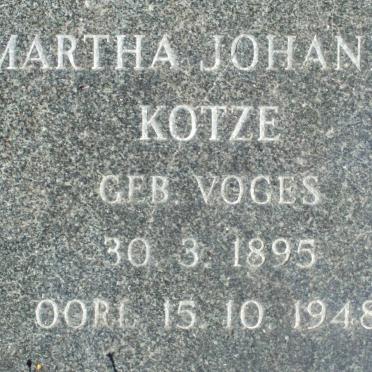 MARTHA JOHAN
KOTZE
GEB. VOGES
30. 3. 1895
OORL. 15. 10. 1948